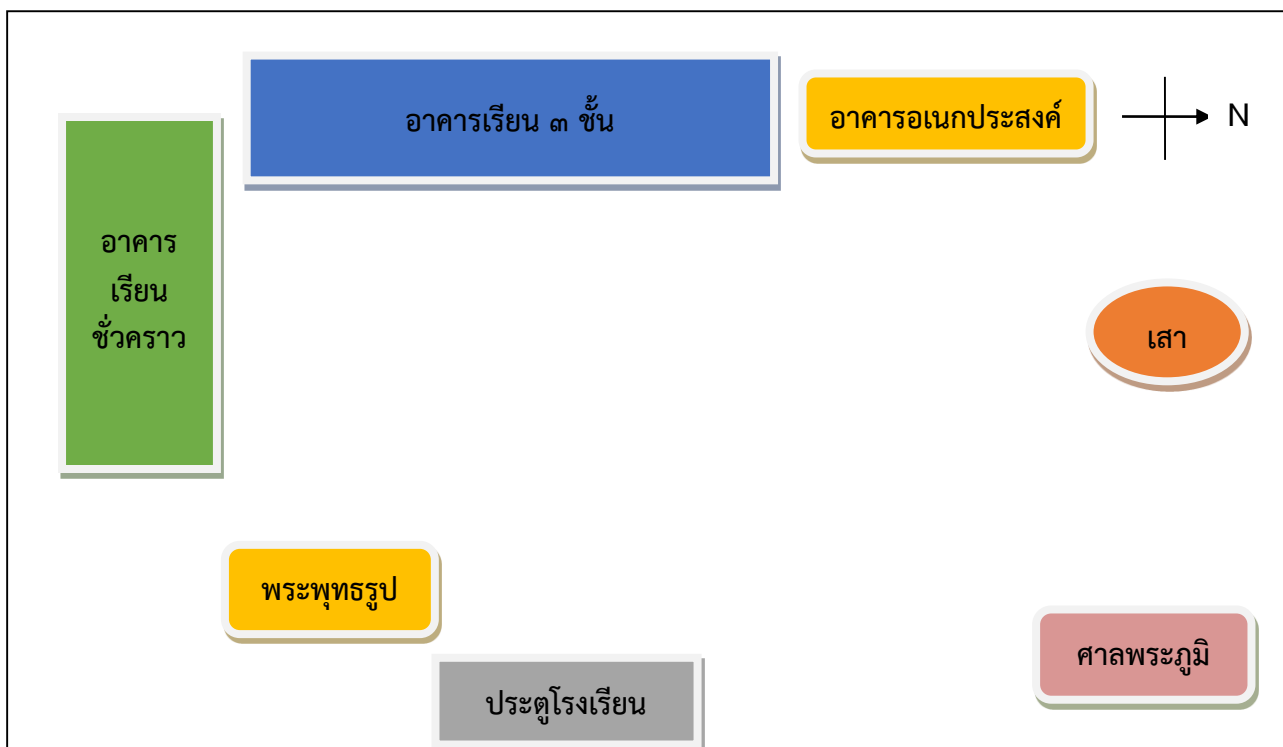 อาคารเรียน ๓ ชั้น
อาคารอเนกประสงค์
N
อาคาร
เรียน
ชั่วคราว
เสา
พระพุทธรูป
ศาลพระภูมิ
ประตูโรงเรียน